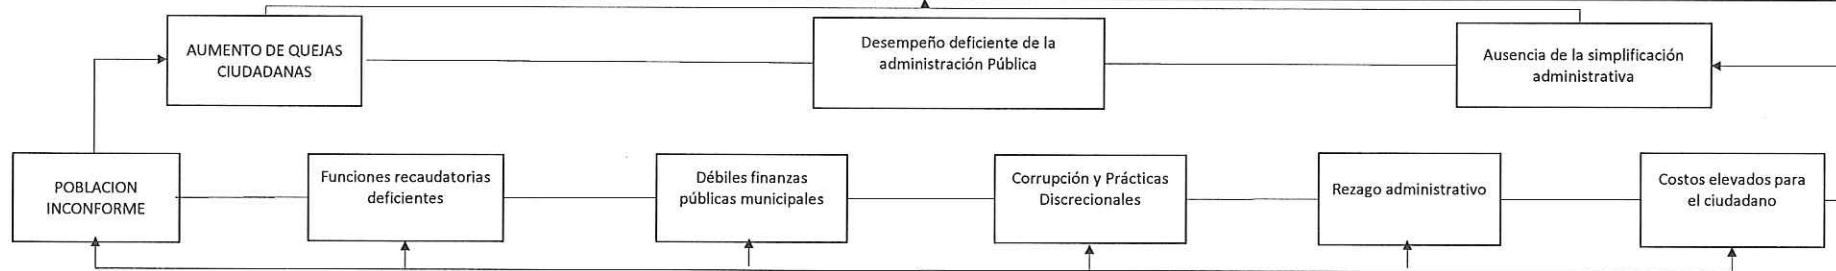 AUMENTO DE QUEJAS
CIUDADANAS
Desempeño deficiente de la
administración Pública
Ausencia de la simplificación
administrativa
POBLACION
INCONFORME
Funciones recaudatorias
deficientes
Débiles finanzas
públicas municipales
Corrupción y Prácticas
Discrecionales
Rezago administrativo
Costos elevados para
el ciudadano